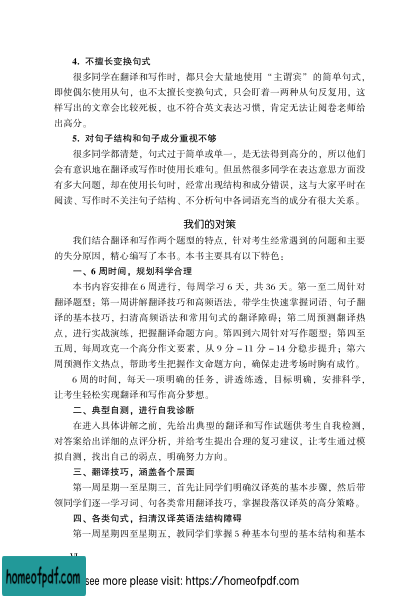 4. 不擅长变换句式
很多同学在翻译和写作时，都只会大量地使用“主谓宾”的简单句式，
即使偶尔使用从句，也不太擅长变换句式，只会盯着一两种从句反复用，这
样写出的文章会比较死板，也不符合英文表达习惯，肯定无法让阅卷老师给
出高分。
5. 对句子结构和句子成分重视不够
很多同学都清楚，句式过于简单或单一，是无法得到高分的，所以他们
会有意识地在翻译或写作时使用长难句。但虽然很多同学在表达意思方面没
有多大问题，却在使用长句时，经常出现结构和成分错误，这与大家平时在
阅读、写作时不关注句子结构、不分析句中各词语充当的成分有很大关系。
我们的对策
我们结合翻译和写作两个题型的特点，针对考生经常遇到的问题和主要
的失分原因，精心编写了本书。本书主要具有以下特色：
一、6 周时间，规划科学合理
本书内容安排在 6 周进行，每周学习 6 天，共 36 天。第一至二周针对
翻译题型：第一周讲解翻译技巧和高频语法，带学生快速掌握词语、句子翻
译的基本技巧，扫清高频语法和常用句式的翻译障碍；第二周预测翻译热
点，进行实战演练，把握翻译命题方向。第四到六周针对写作题型：第四至
五周，每周攻克一个高分作文要素，从 9 分－11 分－14 分稳步提升；第六
周预测作文热点，帮助考生把握作文命题方向，确保走进考场时胸有成竹。
6 周的时间，每天一项明确的任务，讲透练透，目标明确，安排科学，
让考生轻松实现翻译和写作高分梦想。
二、典型自测，进行自我诊断
在进入具体讲解之前，先给出典型的翻译和写作试题供考生自我检测，
对答案给出详细的点评分析，并给考生提出合理的复习建议，让考生通过模
拟自测，找出自己的弱点，明确努力方向。
三、翻译技巧，涵盖各个层面
第一周星期一至星期三，首先让同学们明确汉译英的基本步骤，然后带
领同学们逐一学习词、句各类常用翻译技巧，掌握段落汉译英的高分策略。
四、各类句式，扫清汉译英语法结构障碍
第一周星期四至星期五，教同学们掌握 5 种基本句型的基本结构和基本
VI
homeofpdf.com
see more please visit: https://homeofpdf.com